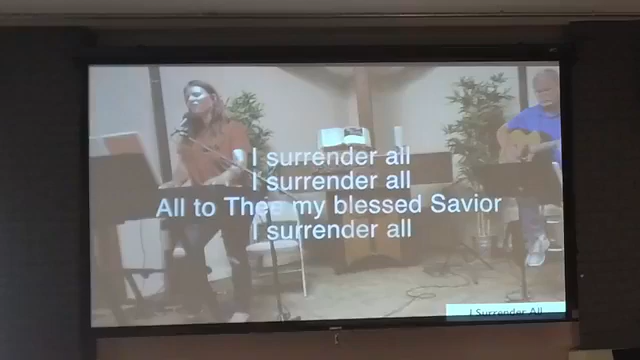 I surrender all
I surrender all
All to Thee my blessed Savior
I surrender all
I Surrender All